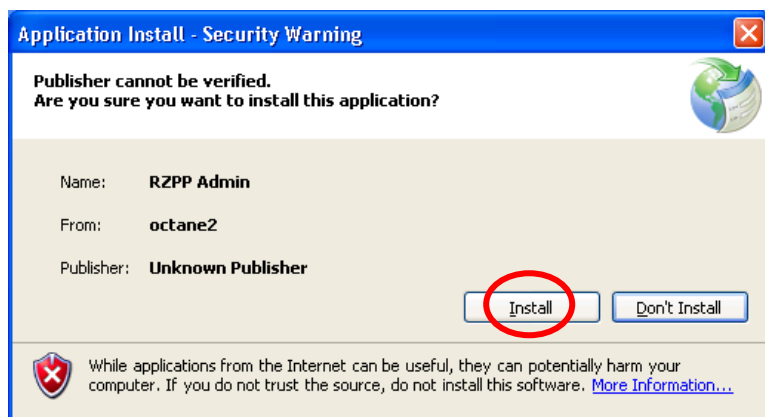 Application Install - Security Warning
Publisher cannot be verified.
Are you sure you want to install this application?
Name: RZPP Admin
From: octane2
Publisher: Unknown Publisher
Install Don't Install
While applications from the Internet can be useful, they can potentially harm your
computer. If you do not trust the source, do not install this software. More Information...